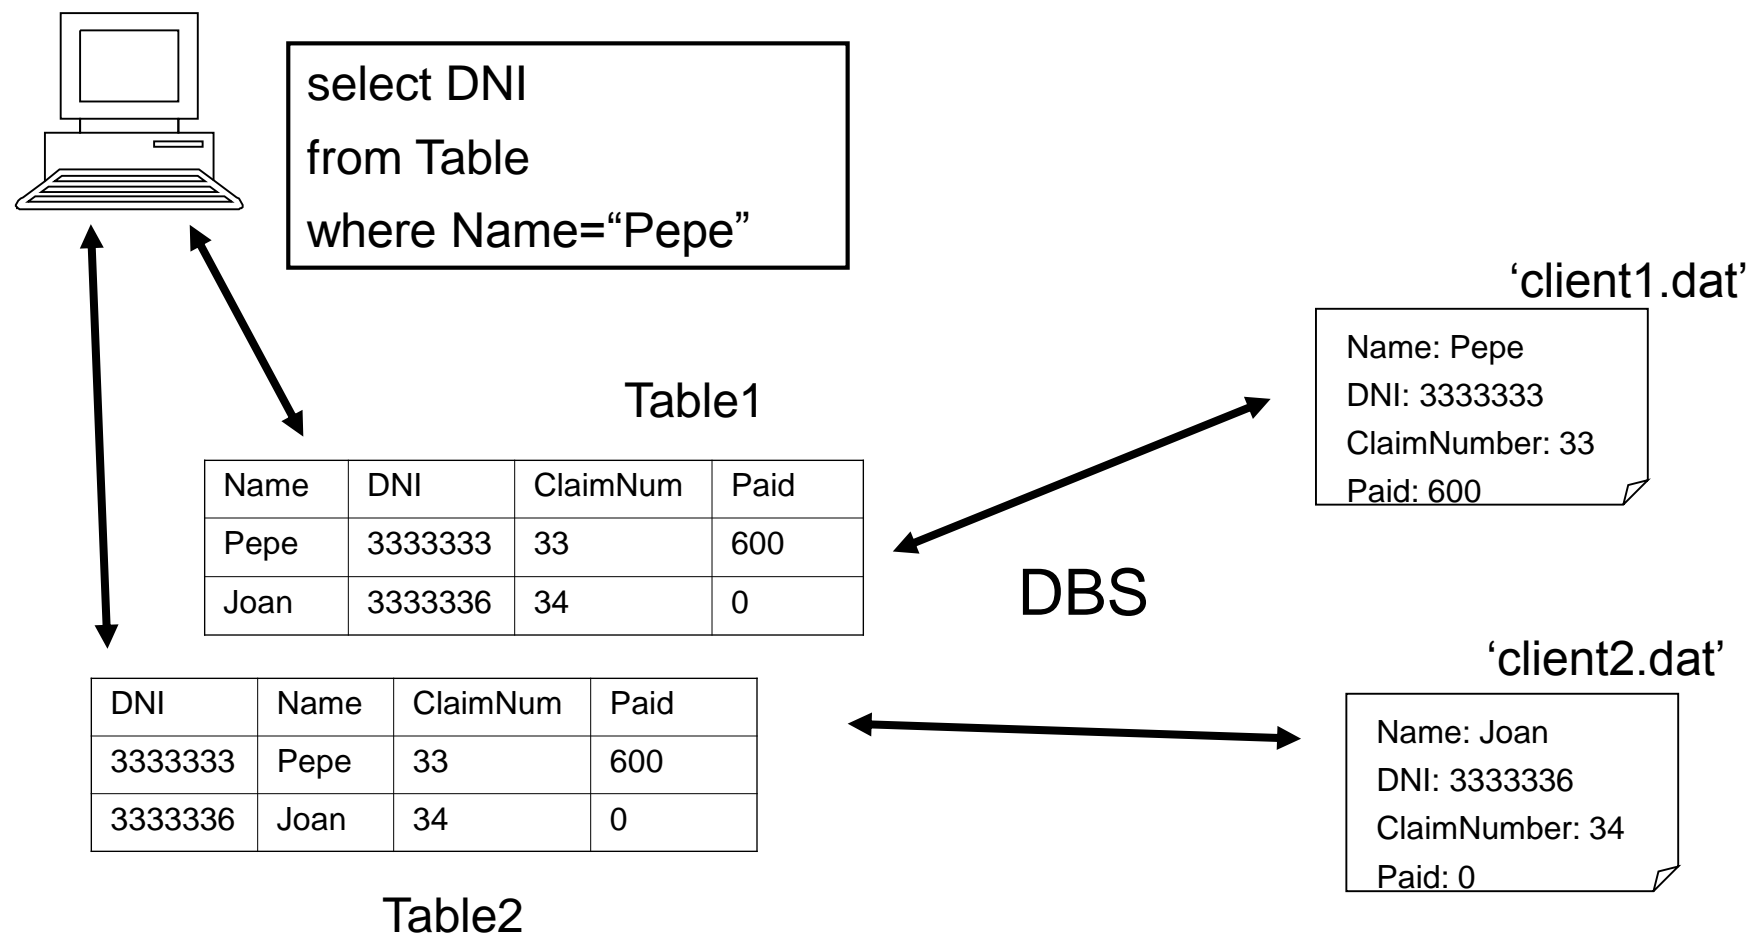 select DNI
from Table
where Name=“Pepe”
‘client1.dat’
Name: Pepe
DNI: 3333333
ClaimNumber: 33
Paid: 600
Table1
Name DNI ClaimNum Paid
Pepe 3333333 33 600
Joan 3333336 34 0
DBS
‘client2.dat’
Name: Joan
DNI: 3333336
ClaimNumber: 34
Paid: 0
DNI Name ClaimNum Paid
3333333 Pepe 33 600
3333336 Joan 34 0
Table2